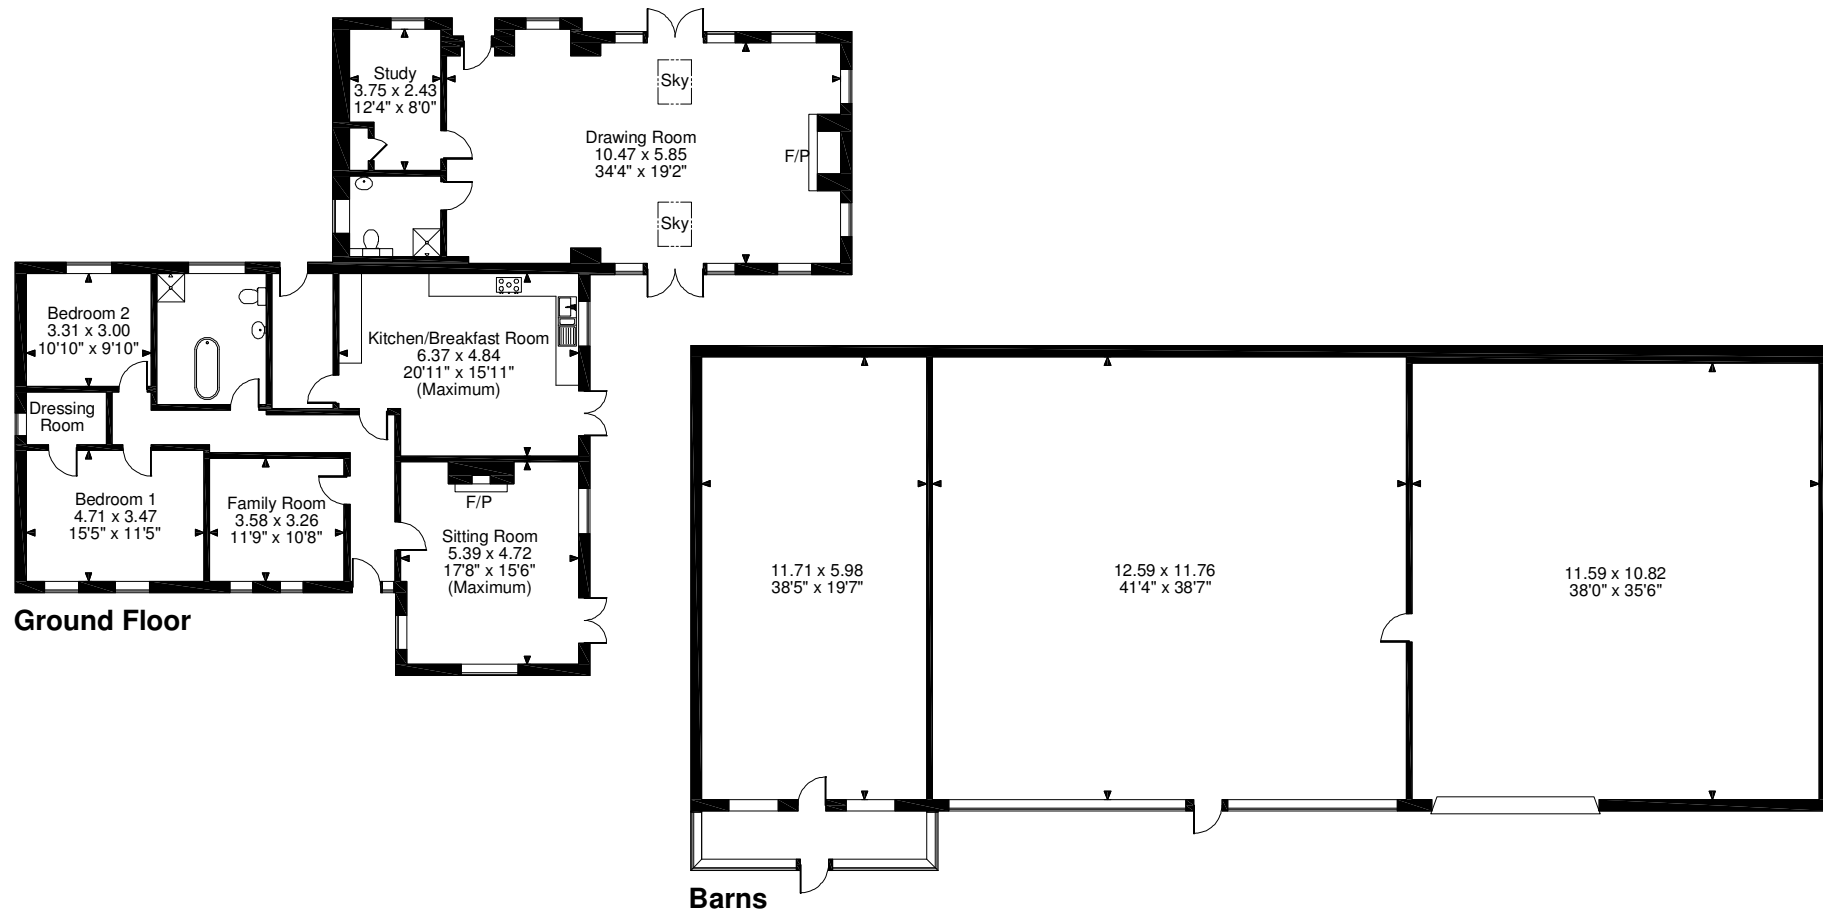 Study
3.75 x 2.43
12'4" x 8'0"
Sky
Drawing Room
10.47 x 5.85
34'4" x 19'2"
F/P
Sky
Bedroom 2
3.31 x 3.00
10'10" x 9'10"
Kitchen/Breakfast Room
6.37 x 4.84
20'11" x 15'11"
(Maximum)
Dressing
Room
Bedroom 1
4.71 x 3.47
15'5" x 11'5"
Family Room
3.58 x 3.26
11'9" x 10'8"
F/P
Sitting Room
5.39 x 4.72
17'8" x 15'6"
(Maximum)
Ground Floor
11.71 x 5.98
38'5" x 19'7"
12.59 x 11.76
41'4" x 38'7"
11.59 x 10.82
38'0" x 35'6"
Barns